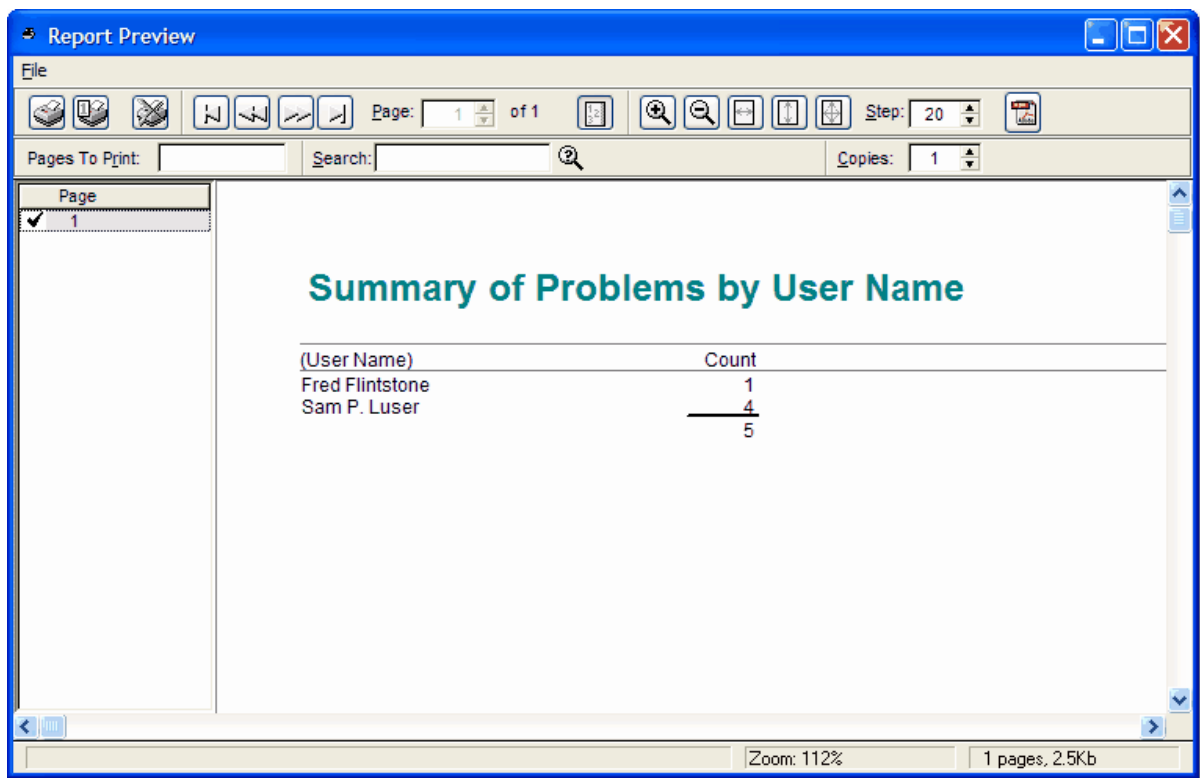 Report Preview
File
Page: 1 of 1 Step: 20
Pages To Print: Search: Copies: 1
Page
1
Summary of Problems by User Name
(User Name) Count
Fred Flintstone 1
Sam P. Luser 4
5
Zoom: 112% 1 pages, 2.5Kb